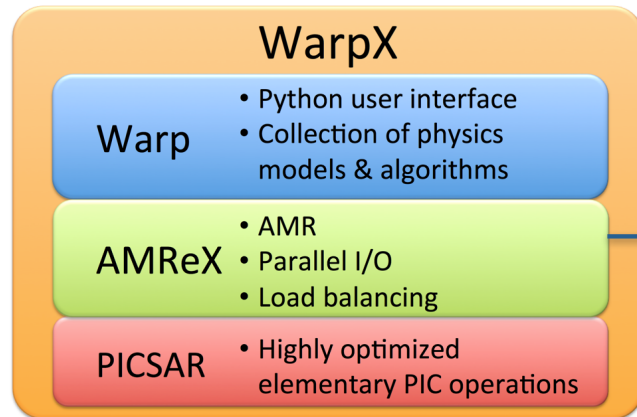 WarpX
Warp
• Python user interface
• Collection of physics
models & algorithms
AMReX
• AMR
• Parallel I/O
• Load balancing
PICSAR
• Highly optimized
elementary PIC operations